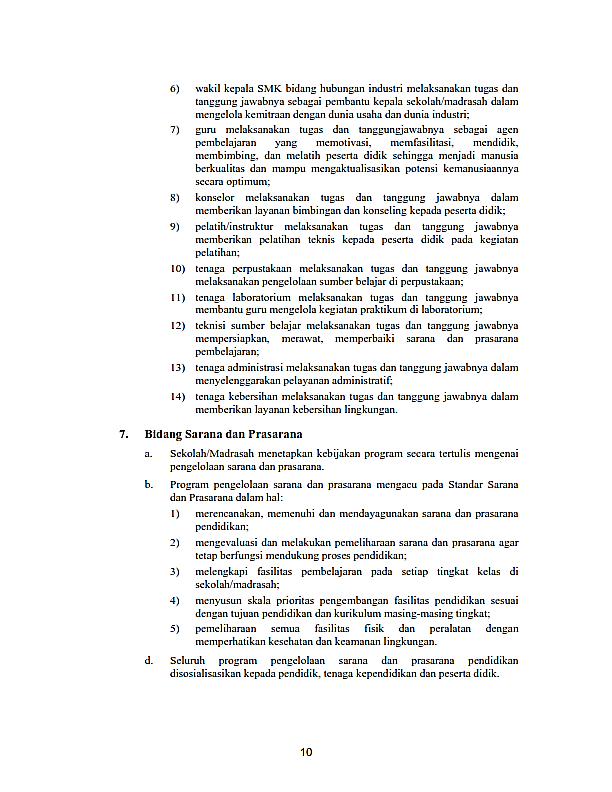 6) wakil kepala SMK bidang hubungan industri melaksanakan tugas dan
tanggung jawabnya sebagai pembantu kepala sekolah/madrasah dalam
mengelola kemitraan dengan dunia usaha dan dunia industri;
7) guru melaksanakan tugas dan tanggungjawabnya sebagai agen
pembelajaran yang memotivasi, memfasilitasi, mendidik,
membimbing, dan melatih peserta didik sehingga menjadi manusia
berkualitas dan mampu mengaktualisasikan potensi kemanusiaannya
secara optimum;
8) konselor melaksanakan tugas dan tanggung jawabnya dalam
memberikan layanan bimbingan dan konseling kepada peserta didik;
9) pelatih/instruktur melaksanakan tugas dan tanggung jawabnya
memberikan pelatihan teknis kepada peserta didik pada kegiatan
pelatihan;
10) tenaga perpustakaan melaksanakan tugas dan tanggung jawabnya
melaksanakan pengelolaan sumber belajar di perpustakaan;
11) tenaga laboratorium melaksanakan tugas dan tanggung jawabnya
membantu guru mengelola kegiatan praktikum di laboratorium;
12) teknisi sumber belajar melaksanakan tugas dan tanggung jawabnya
mempersiapkan, merawat, memperbaiki sarana dan prasarana
pembelajaran;
13) tenaga administrasi melaksanakan tugas dan tanggung jawabnya dalam
menyelenggarakan pelayanan administratif;
14) tenaga kebersihan melaksanakan tugas dan tanggung jawabnya dalam
memberikan layanan kebersihan lingkungan.
7. Bidang Sarana dan Prasarana
a. Sekolah/Madrasah menetapkan kebijakan program secara tertulis mengenai
pengelolaan sarana dan prasarana.
b. Program pengelolaan sarana dan prasarana mengacu pada Standar Sarana
dan Prasarana dalam hal:
1) merencanakan, memenuhi dan mendayagunakan sarana dan prasarana
pendidikan;
2) mengevaluasi dan melakukan pemeliharaan sarana dan prasarana agar
tetap berfungsi mendukung proses pendidikan;
3) melengkapi fasilitas pembelajaran pada setiap tingkat kelas di
sekolah/madrasah;
4) menyusun skala prioritas pengembangan fasilitas pendidikan sesuai
dengan tujuan pendidikan dan kurikulum masing-masing tingkat;
5) pemeliharaan semua fasilitas fisik dan peralatan dengan
memperhatikan kesehatan dan keamanan lingkungan.
d. Seluruh program pengelolaan sarana dan prasarana pendidikan
disosialisasikan kepada pendidik, tenaga kependidikan dan peserta didik.
10